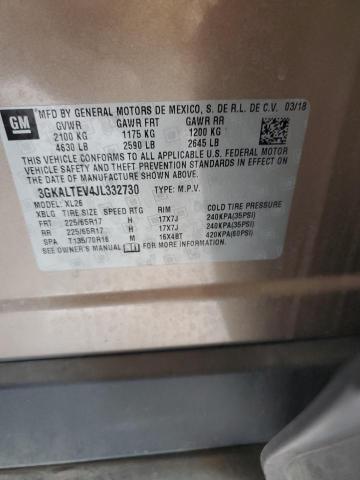 GM
MFD BY GENERAL MOTORS DE MEXICO, S. DE R.L. DE C.V. 03/18
GVWR GAWR FRT GAWR RR
2100 KG 1175 KG 1200 KG
4630 LB 2590 LB 2645 LB
THIS VEHICLE CONFORMS TO ALL APPLICABLE U.S. FEDERAL MOTOR
VEHICLE SAFETY AND THEFT PREVENTION STANDARDS IN EFFECT
ON THE DATE OF MANUFACTURE SHOWN ABOVE.
3GKALTEV4JL332730 TYPE: M.P.V.
MODEL: XL26
XBLG TIRE SIZE SPEED RTG RIM COLD TIRE PRESSURE
FRT 225/65R17 H 17X7J 240KPA(35PSI)
RR 225/65R17 H 17X7J 240KPA(35PSI)
SPA T135/70R16 M 16X4BT 420KPA(60PSI)
SEE OWNER'S MANUAL FOR ADDITIONAL INFORMATION